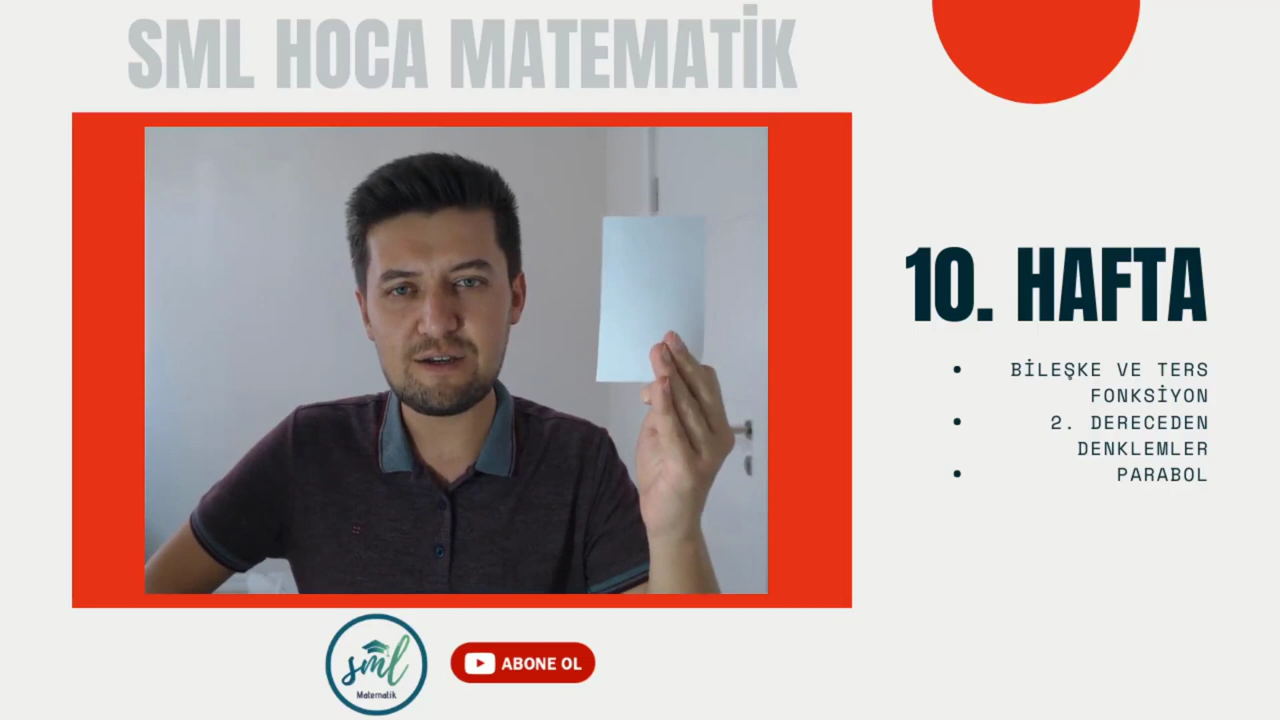 SML HOCA MATEMATİK
10. HAFTA
BİLEŞKE VE TERS
FONKSİYON
2. DERECEDEN
DENKLEMLER
PARABOL
sml
Matematik
ABONE OL